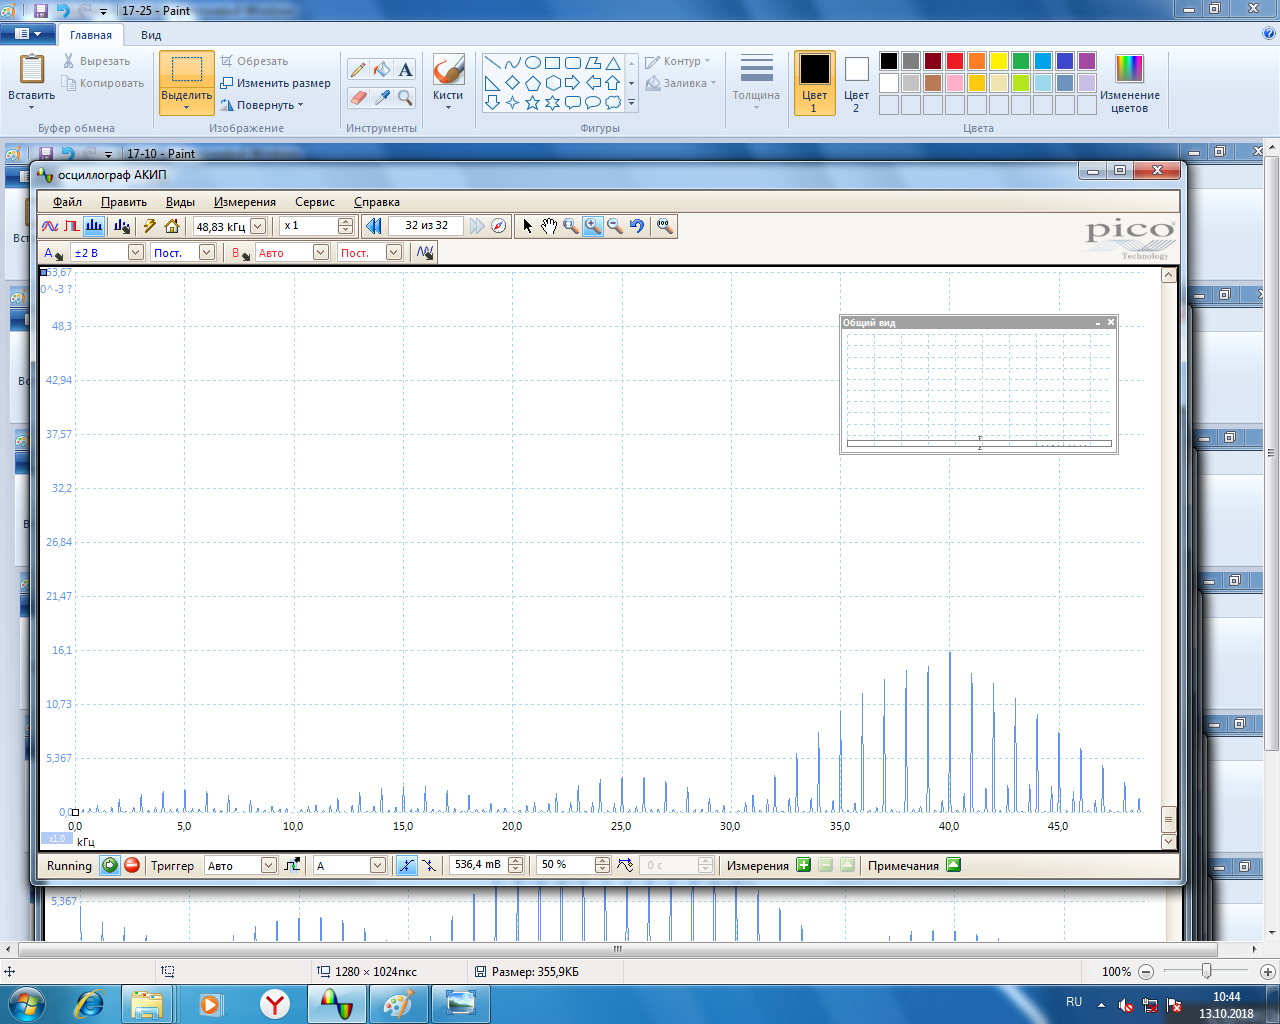 17-25 - Paint
Главная Вид
Вставить
Вырезать
Копировать
Буфер обмена
Выделить
Обрезать
Изменить размер
Повернуть
Изображение
Инструменты
Кисти
Контур
Заливка
Фигуры
Толщина
Цвет 1
Цвет 2
Изменение цветов
Цвета
17-10 - Paint
осциллограф АКИП
Файл Править Виды Измерения Сервис Справка
48,83 кГц x 1 32 из 32
A ±2 В Пост. B Авто Пост.
pico
Technology
53,67
0^-3 ?
48,3
42,94
37,57
32,2
26,84
21,47
16,1
10,73
5,367
0,0
Общий вид
0,0 5,0 10,0 15,0 20,0 25,0 30,0 35,0 40,0 45,0
x1,0 кГц
Running Триггер Авто A 536,4 mВ 50 % 0 с Измерения Примечания
5,367
1280 × 1024пкс Размер: 355,9КБ 100%
RU 10:44
13.10.2018